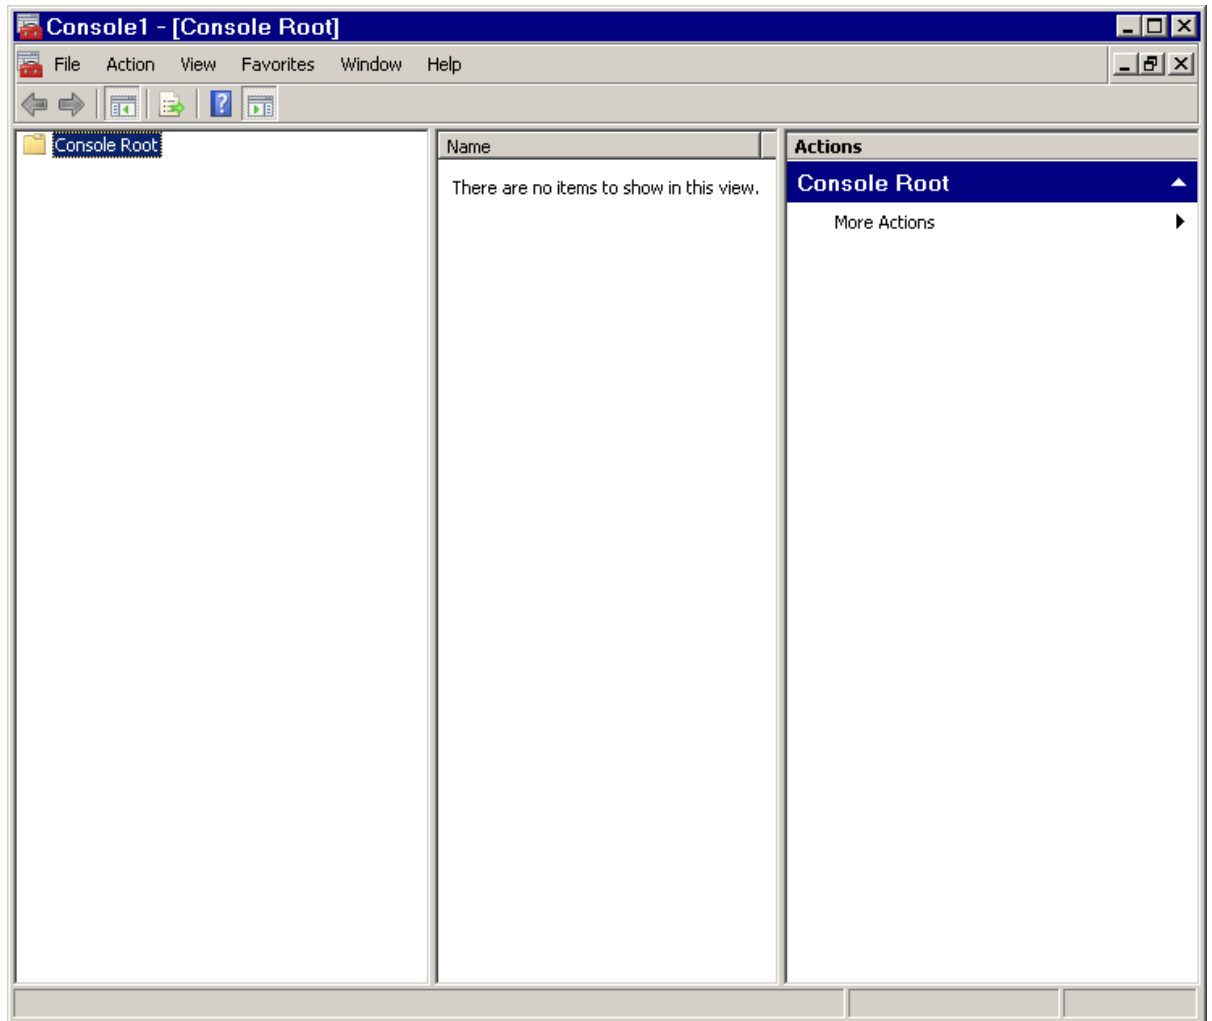 Console1 - [Console Root]
File Action View Favorites Window Help
Console Root
Name
There are no items to show in this view.
Actions
Console Root
More Actions